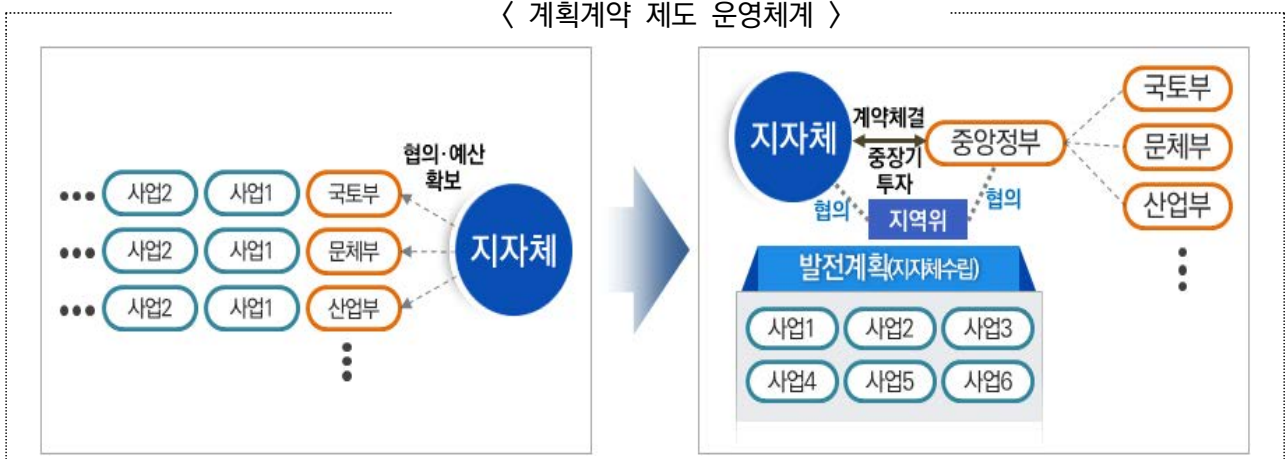 〈 계획계약 제도 운영체계 〉
협의·예산
확보
지자체
••• 사업2 사업1 국토부
••• 사업2 사업1 문체부
••• 사업2 사업1 산업부
지자체
계약체결
중장기
투자
중앙정부
국토부
문체부
산업부
협의
지역위
협의
발전계획(지자체수립)
사업1 사업2 사업3
사업4 사업5 사업6